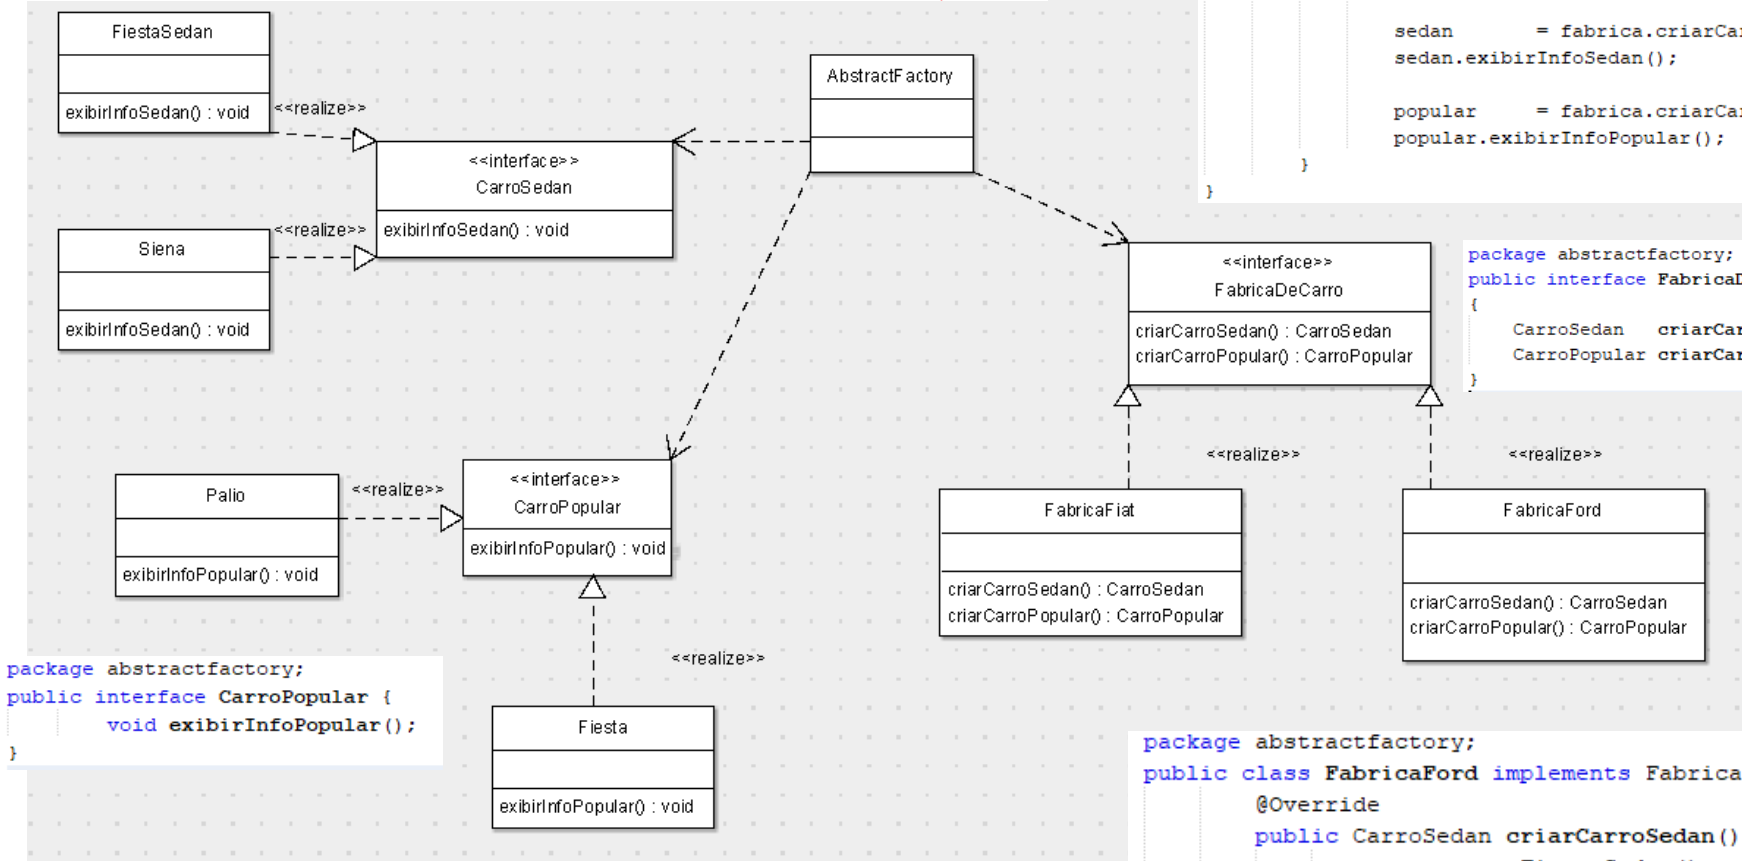 FiestaSedan
exibirInfoSedan() : void
<<realize>>
Siena
exibirInfoSedan() : void
<<realize>>
<<interface>>
CarroSedan
exibirInfoSedan() : void
AbstractFactory
sedan = fabrica.criarCar
sedan.exibirInfoSedan();
popular = fabrica.criarCar
popular.exibirInfoPopular();
}
}
<<interface>>
FabricaDeCarro
criarCarroSedan() : CarroSedan
criarCarroPopular() : CarroPopular
package abstractfactory;
public interface FabricaD
{
CarroSedan criarCar
CarroPopular criarCar
}
<<realize>>
<<realize>>
Palio
exibirInfoPopular() : void
<<realize>>
<<interface>>
CarroPopular
exibirInfoPopular() : void
FabricaFiat
criarCarroSedan() : CarroSedan
criarCarroPopular() : CarroPopular
FabricaFord
criarCarroSedan() : CarroSedan
criarCarroPopular() : CarroPopular
package abstractfactory;
public interface CarroPopular {
void exibirInfoPopular();
}
<<realize>>
Fiesta
exibirInfoPopular() : void
package abstractfactory;
public class FabricaFord implements Fabrica
@Override
public CarroSedan criarCarroSedan()